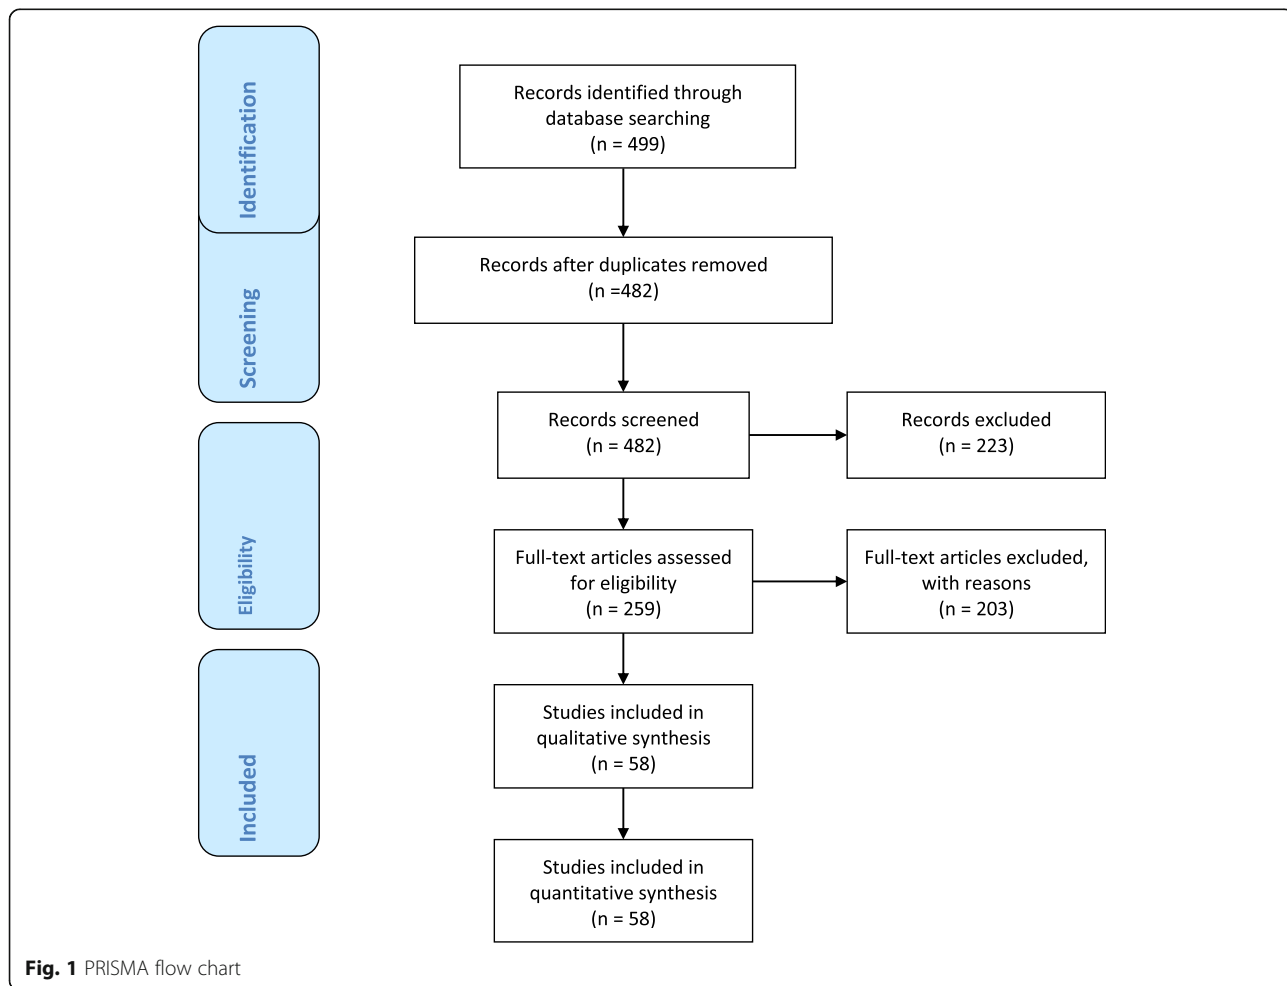 Identification
Records identified through
database searching
(n = 499)
Records after duplicates removed
(n =482)
Screening
Records screened
(n = 482)
Records excluded
(n = 223)
Eligibility
Full-text articles assessed
for eligibility
(n = 259)
Full-text articles excluded,
with reasons
(n = 203)
Included
Studies included in
qualitative synthesis
(n = 58)
Studies included in
quantitative synthesis
(n = 58)
Fig. 1 PRISMA flow chart